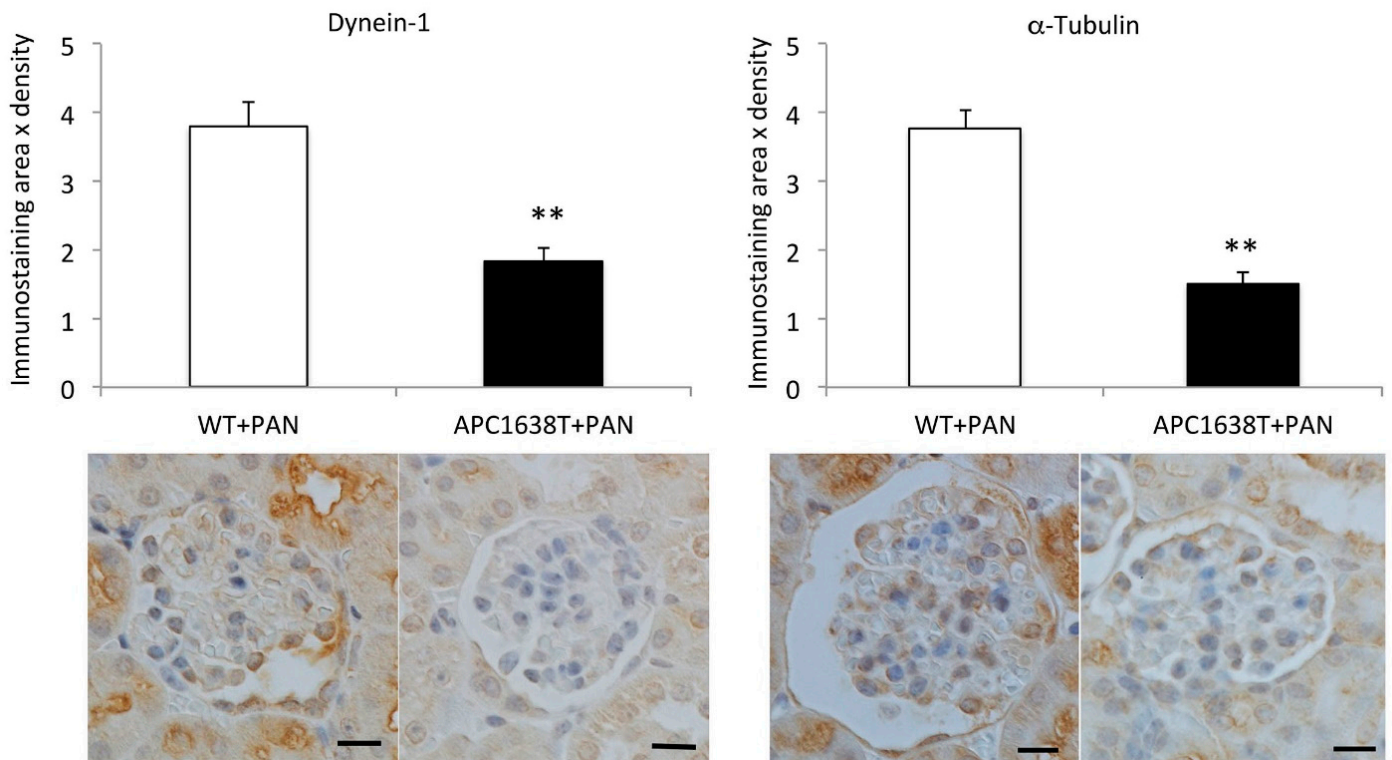 Dynein-1
Immunostaining area x density
5
4
3
2
1
0
**
WT+PAN APC1638T+PAN
α-Tubulin
Immunostaining area x density
5
4
3
2
1
0
**
WT+PAN APC1638T+PAN